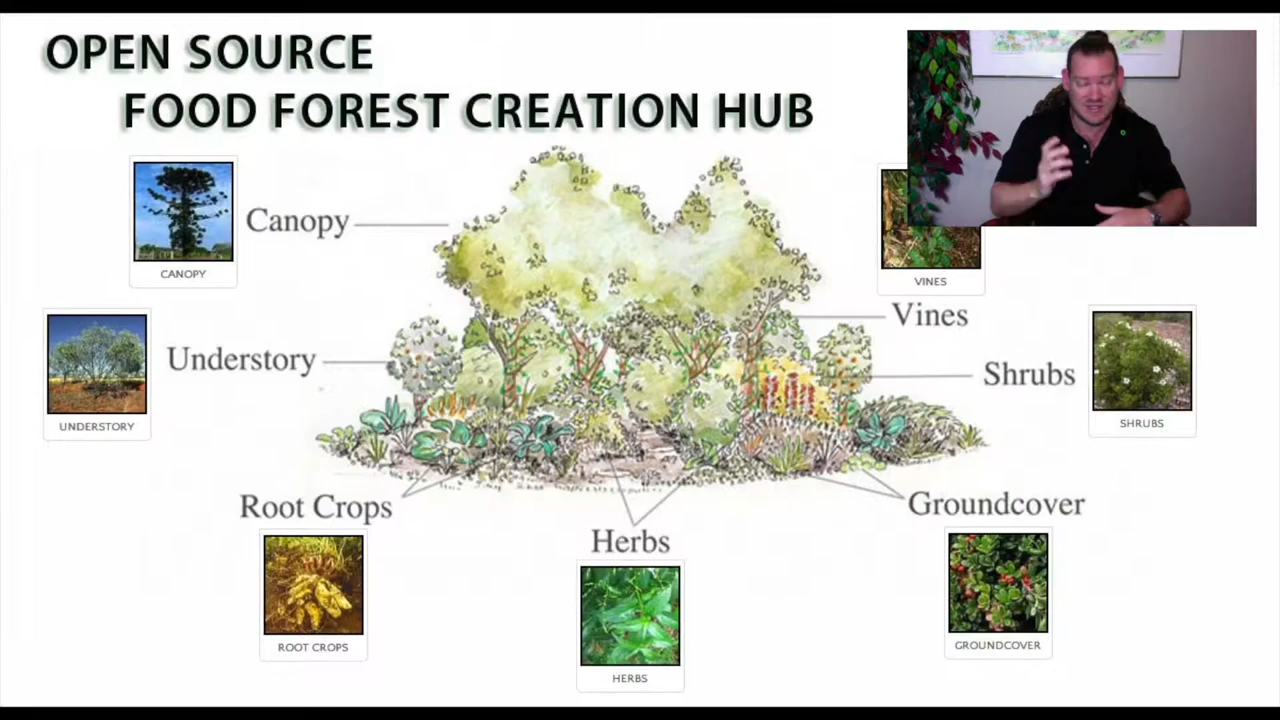 OPEN SOURCE
FOOD FOREST CREATION HUB
Canopy
CANOPY
VINES
Vines
Understory
UNDERSTORY
Shrubs
SHRUBS
Root Crops
ROOT CROPS
Herbs
HERBS
Groundcover
GROUNDCOVER